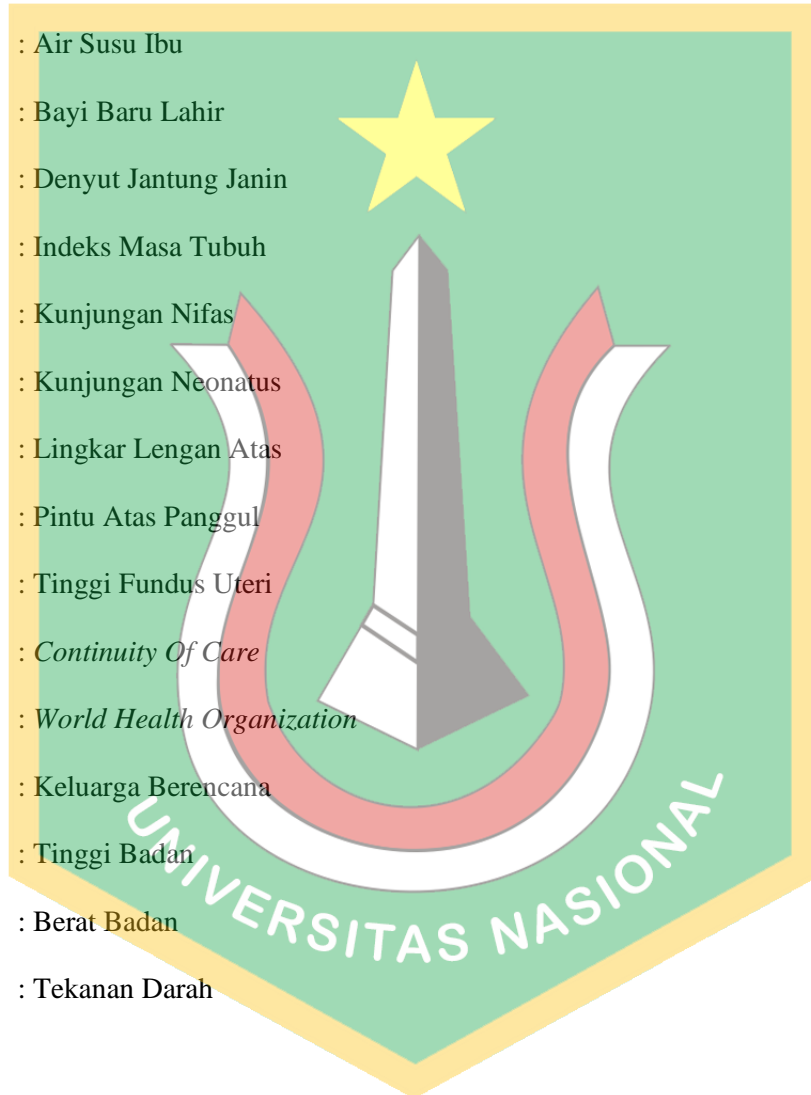 : Air Susu Ibu
: Bayi Baru Lahir
: Denyut Jantung Janin
: Indeks Masa Tubuh
: Kunjungan Nifas
: Kunjungan Neonatus
: Lingkar Lengan Atas
: Pintu Atas Panggul
: Tinggi Fundus Uteri
: Continuity Of Care
: World Health Organization
: Keluarga Berencana
: Tinggi Badan
: Berat Badan
: Tekanan Darah
UNIVERSITAS NASIONAL